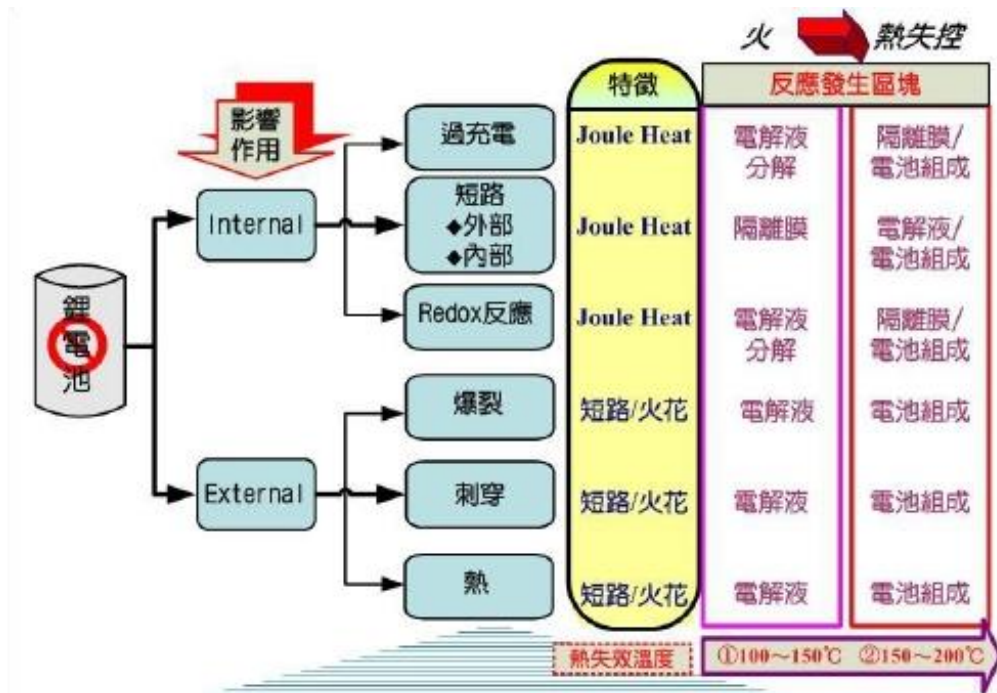 火 熱失控
特徵 反應發生區塊
影響
作用
鋰電池
Internal
過充電 Joule Heat 電解液 隔離膜/
分解 電池組成
短路
◆外部 Joule Heat 隔離膜 電解液/
◆內部 電池組成
Redox反應 Joule Heat 電解液 隔離膜/
分解 電池組成
External
爆裂 短路/火花 電解液 電池組成
刺穿 短路/火花 電解液 電池組成
熱 短路/火花 電解液 電池組成
熱失效溫度 ①100~150℃ ②150~200℃